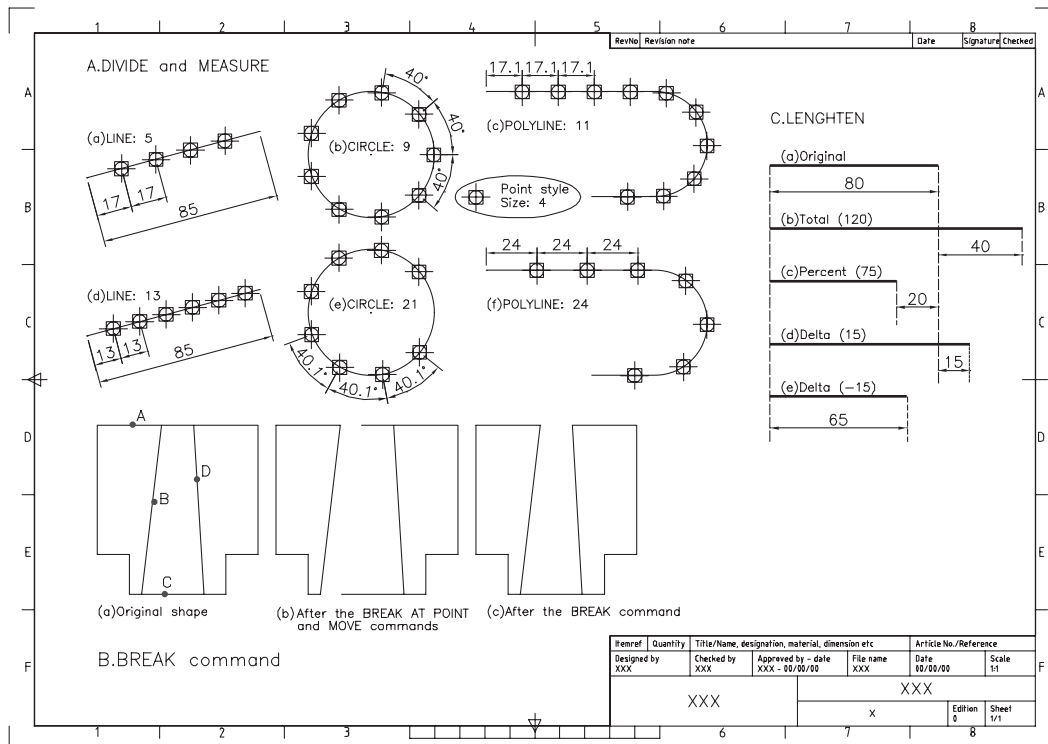 1 2 3 4 5 6 7 8
RevNo Revision note Date Signature Checked
A.DIVIDE and MEASURE
A A
(a)LINE: 5
17
17
85
40°
40°
40°
(b)CIRCLE: 9
17.1 17.1 17.1
(c)POLYLINE: 11
Point style
Size: 4
B B
(d)LINE: 13
13
13
85
(e)CIRCLE: 21
40.1°
40.1°
40.1°
24 24 24
(f)POLYLINE: 24
C C
C.LENGHTEN
(a)Original
80
(b)Total (120)
40
(c)Percent (75)
20
(d)Delta (15)
15
(e)Delta (-15)
65
D D
A
B
D
C
E E
(a)Original shape
(b)After the BREAK AT POINT
and MOVE commands
(c)After the BREAK command
B.BREAK command
F F
Itemref Quantity Title/Name, designation, material, dimension etc Article No./Reference
Designed by Checked by Approved by - date File name Date Scale
XXX XXX XXX - 00/00/00 XXX 00/00/00 1:1
XXX
XXX
X
Edition Sheet
0 1/1
1 2 3 4 6 7 8